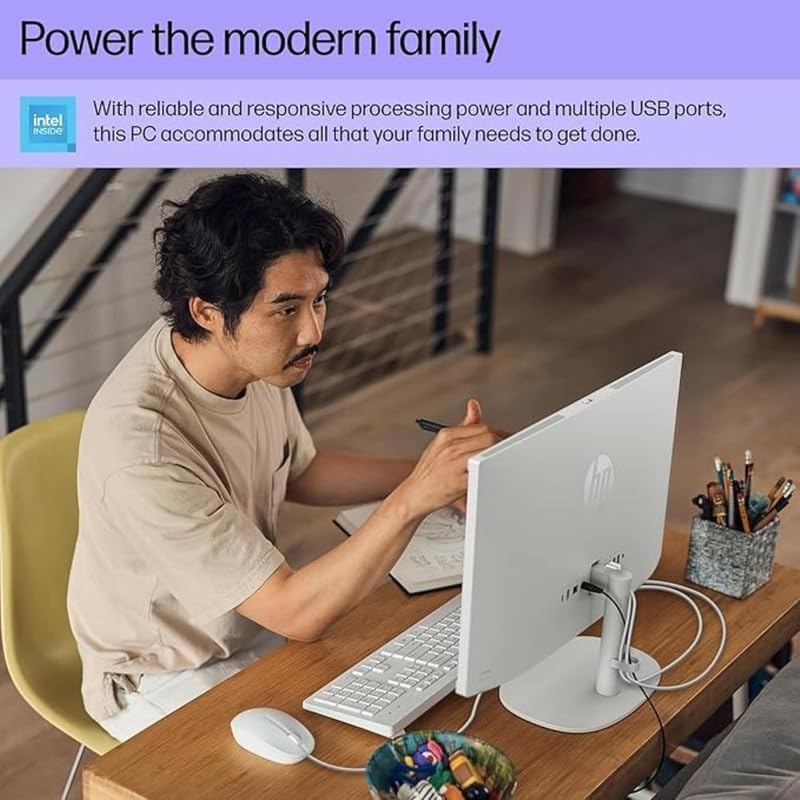 Power the modern family
intel
INSIDE
With reliable and responsive processing power and multiple USB ports,
this PC accommodates all that your family needs to get done.
hp